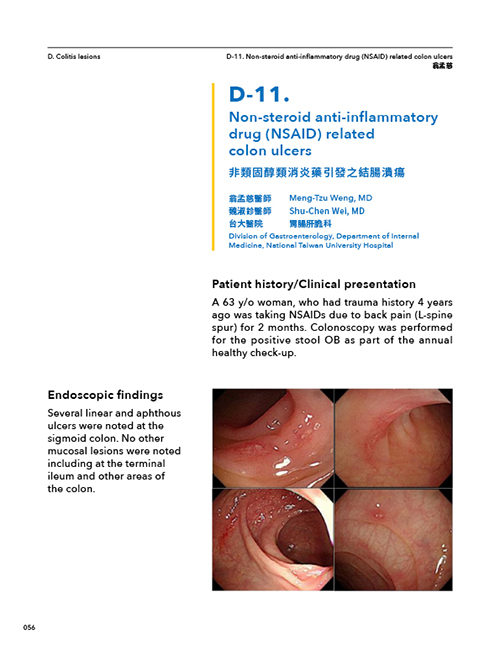 D. Colitis lesions
D-11. Non-steroid anti-inflammatory drug (NSAID) related colon ulcers
翁孟慈
D-11.
Non-steroid anti-inflammatory
drug (NSAID) related
colon ulcers
非類固醇類消炎藥引發之結腸潰瘍
翁孟慈醫師 Meng-Tzu Weng, MD
魏淑鉁醫師 Shu-Chen Wei, MD
台大醫院 胃腸肝膽科
Division of Gastroenterology, Department of Internal
Medicine, National Taiwan University Hospital
Patient history/Clinical presentation
A 63 y/o woman, who had trauma history 4 years
ago was taking NSAIDs due to back pain (L-spine
spur) for 2 months. Colonoscopy was performed
for the positive stool OB as part of the annual
healthy check-up.
Endoscopic findings
Several linear and aphthous
ulcers were noted at the
sigmoid colon. No other
mucosal lesions were noted
including at the terminal
ileum and other areas of
the colon.
056